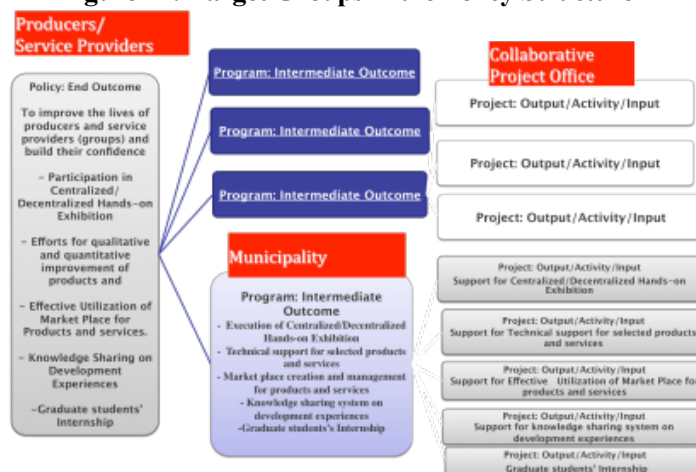 Producers/
Service Providers
Policy: End Outcome
To improve the lives of
producers and service
providers (groups) and
build their confidence
- Participation in
Centralized/
Decentralized Hands-on
Exhibition
- Efforts for qualitative
and quantitative
improvement of
products and
- Effective Utilization of
Market Place for
Products and services.
- Knowledge Sharing on
Development
Experiences
-Graduate students'
Internship
Program: Intermediate Outcome
Program: Intermediate Outcome
Program: Intermediate Outcome
Municipality
Program: Intermediate
Outcome
- Execution of Centralized/Decentralized
Hands-on Exhibition
- Technical support for selected products
and services
- Market place creation and management
for products and services
- Knowledge sharing system on
development experiences
-Graduate students's Internship
Collaborative
Project Office
Project: Output/Activity/Input
Project: Output/Activity/Input
Project: Output/Activity/Input
Project: Output/Activity/Input
Support for Centralized/Decentralized Hands-on
Exhibition
Project: Output/Activity/Input
Support for Technical support for selected products
and services
Project: Output/Activity/Input
Support for Effective Utilization of Market Place for
products and services
Project: Output/Activity/Input
Support for knowledge sharing system on
development experiences
Project: Output/Activity/Input
Graduate students' Internship